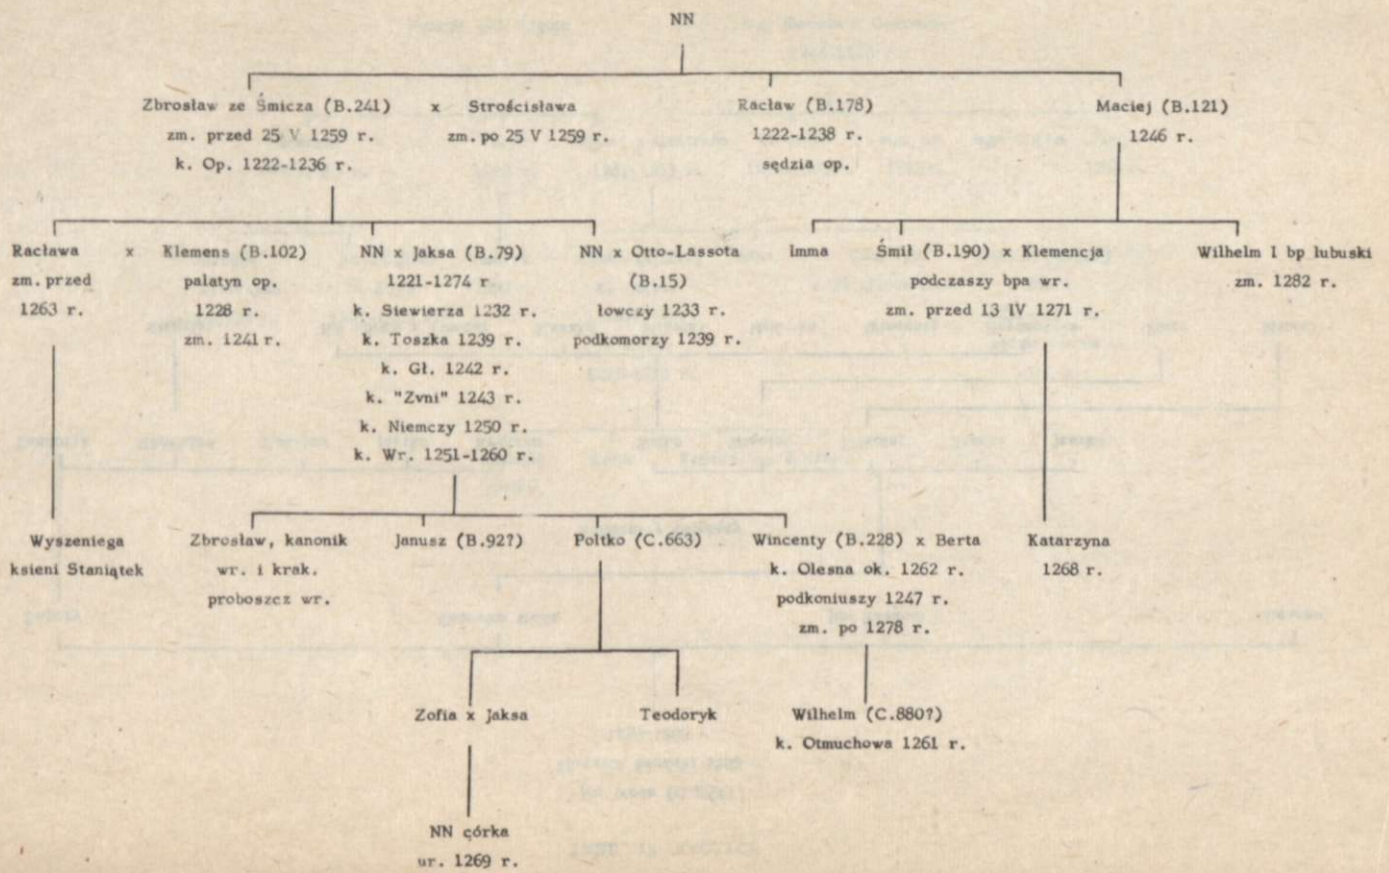 NN
Zbrosław ze Śmicza (B.241) x Strościsława
zm. przed 25 V 1259 r. zm. po 25 V 1259 r.
k. Op. 1222-1236 r.
Racław (B.178)
1222-1238 r.
sędzia op.
Maciej (B.121)
1246 r.
Racława x Klemens (B.102)
zm. przed
1263 r.
palatyn op.
1228 r.
zm. 1241 r.
NN x Jaksa (B.79)
1221-1274 r
k. Siewierza 1232 r.
k. Toszka 1239 r.
k. Gł. 1242 r.
k. "Zvni" 1243 r.
k. Niemczy 1250 r.
k. Wr. 1251-1260 r.
NN x Otto-Lassota
(B.15)
łowczy 1233 r.
podkomorzy 1239 r.
Imma
Śmił (B.190) x Klemencja
podczaszy bpa wr.
zm. przed 13 IV 1271 r.
Wilhelm I bp lubuski
zm. 1282 r.
Wyszeniega
ksieni Staniątek
Zbrosław, kanonik
wr. i krak.
proboszcz wr.
Janusz (B.92?)
Połtko (C.663)
Wincenty (B.228) x Berta
k. Olesna ok. 1262 r.
podkoniuszy 1247 r.
zm. po 1278 r.
Katarzyna
1268 r.
Zofia x Jaksa
Teodoryk
Wilhelm (C.880?)
k. Otmuchowa 1261 r.
NN córka
ur. 1269 r.